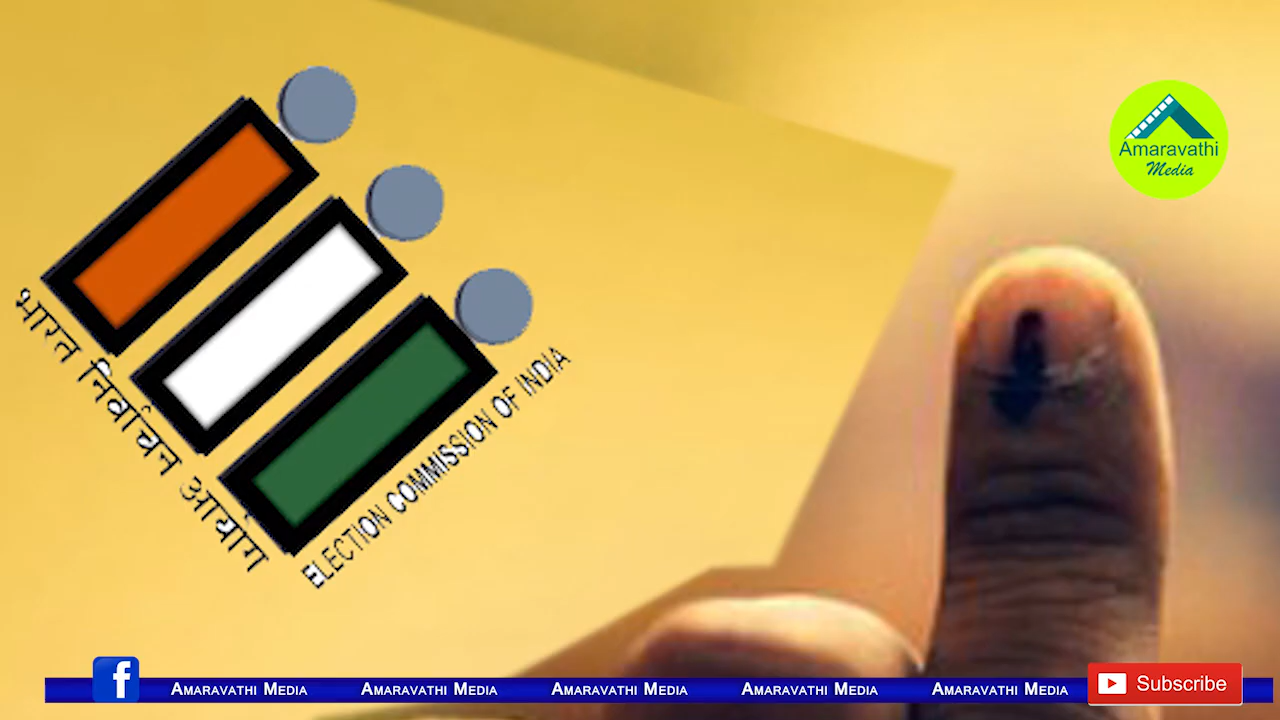 भारत निर्वाचन आयोग
ELECTION COMMISSION OF INDIA
Amaravathi
Media
f
AMARAVATHI MEDIA AMARAVATHI MEDIA AMARAVATHI MEDIA AMARAVATHI MEDIA AMARAVATHI MEDIA
Subscribe